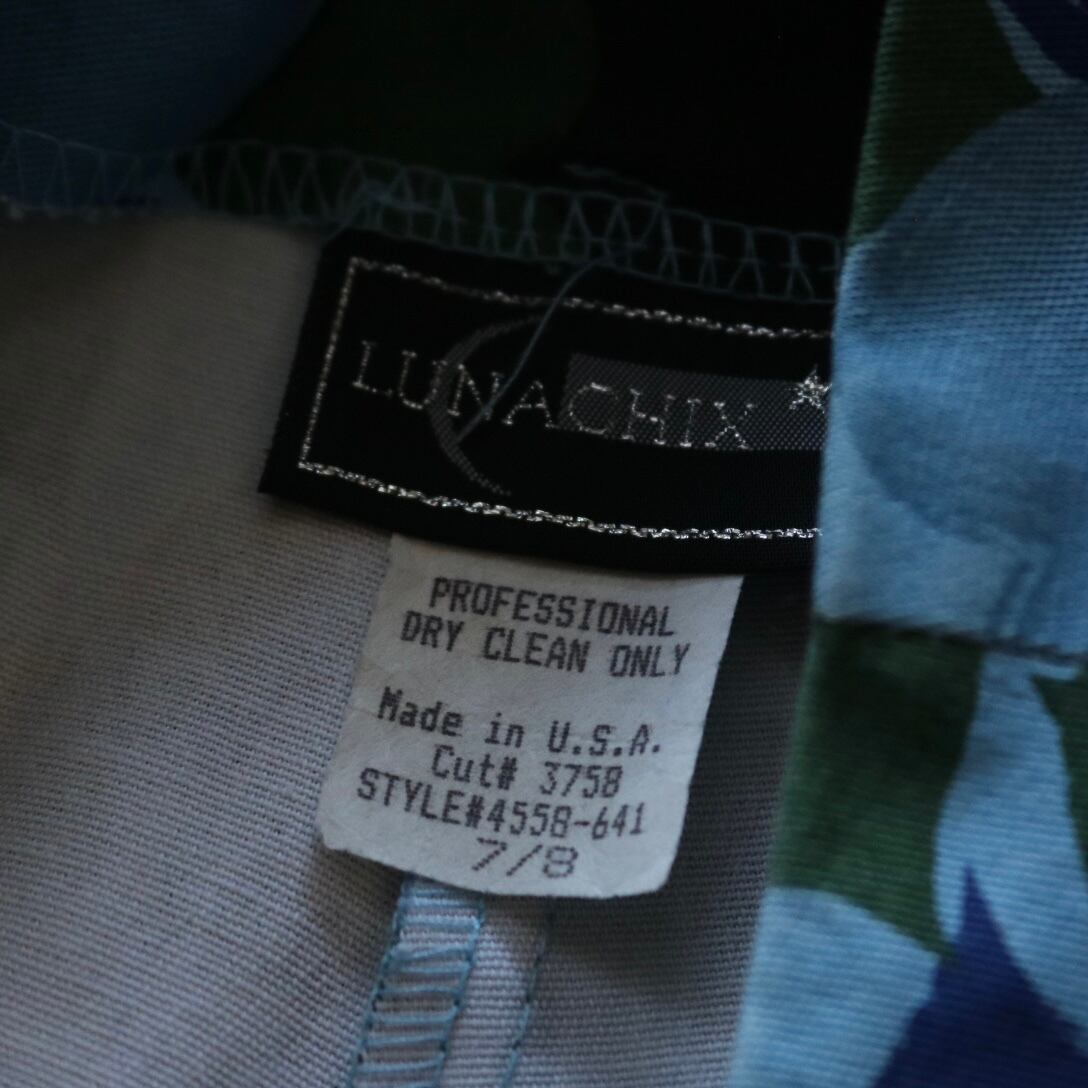 LUNACHIX
PROFESSIONAL
DRY CLEAN ONLY
Made in U.S.A.
Cut# 3758
STYLE#4558-641
7/8